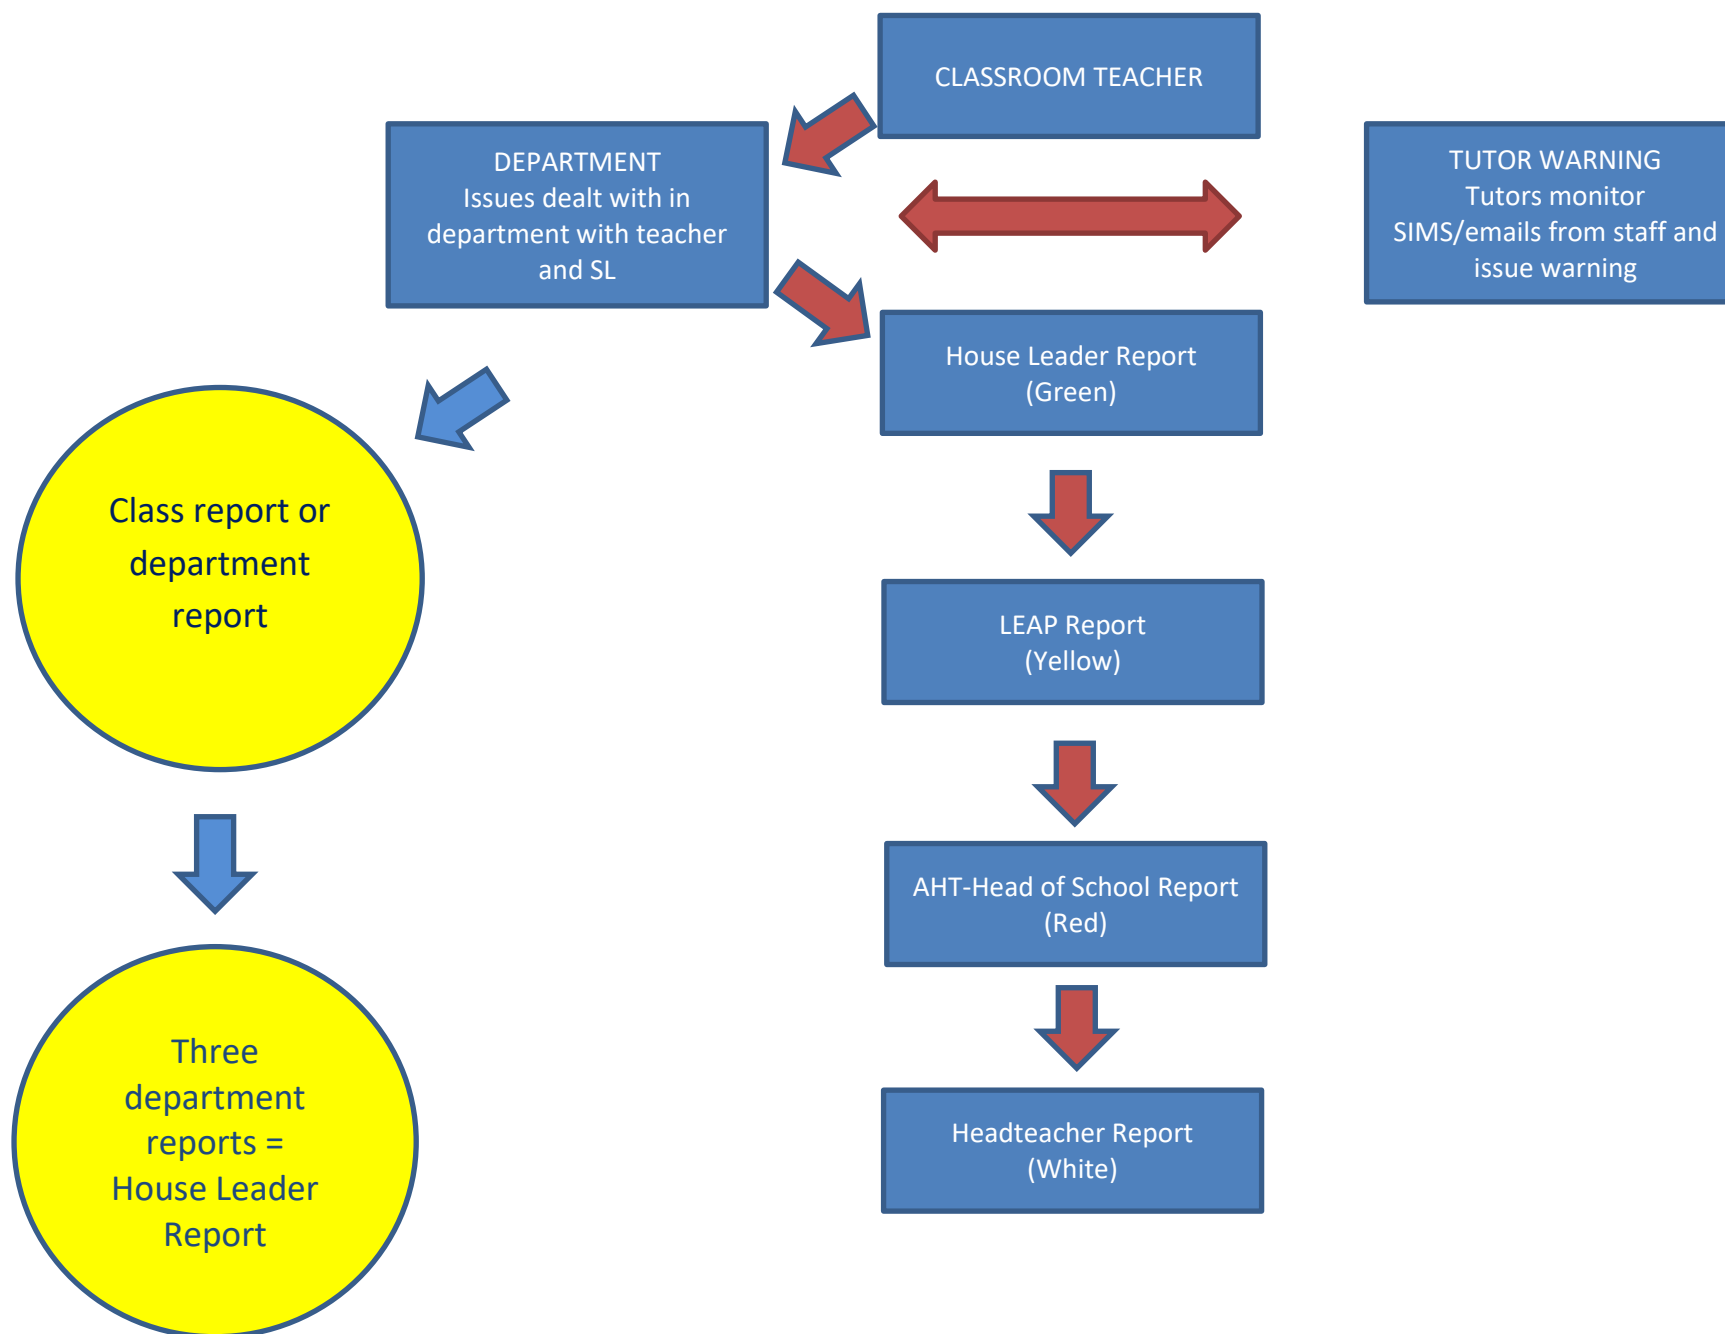 CLASSROOM TEACHER
DEPARTMENT
Issues dealt with in
department with teacher
and SL
TUTOR WARNING
Tutors monitor
SIMS/emails from staff and
issue warning
House Leader Report
(Green)
Class report or
department
report
LEAP Report
(Yellow)
AHT-Head of School Report
(Red)
Three
department
reports =
House Leader
Report
Headteacher Report
(White)